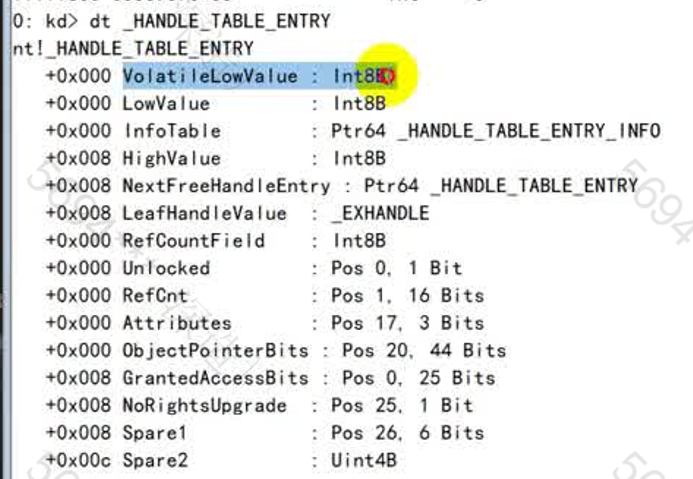 0: kd> dt _HANDLE_TABLE_ENTRY
nt!_HANDLE_TABLE_ENTRY
+0x000 VolatileLowValue : Int8B
+0x000 LowValue : Int8B
+0x000 InfoTable : Ptr64 _HANDLE_TABLE_ENTRY_INFO
+0x008 HighValue : Int8B
+0x008 NextFreeHandleEntry : Ptr64 _HANDLE_TABLE_ENTRY
+0x008 LeafHandleValue : _EXHANDLE
+0x000 RefCountField : Int8B
+0x000 Unlocked : Pos 0, 1 Bit
+0x000 RefCnt : Pos 1, 16 Bits
+0x000 Attributes : Pos 17, 3 Bits
+0x000 ObjectPointerBits : Pos 20, 44 Bits
+0x008 GrantedAccessBits : Pos 0, 25 Bits
+0x008 NoRightsUpgrade : Pos 25, 1 Bit
+0x008 Spare1 : Pos 26, 6 Bits
+0x00c Spare2 : Uint4B
5694